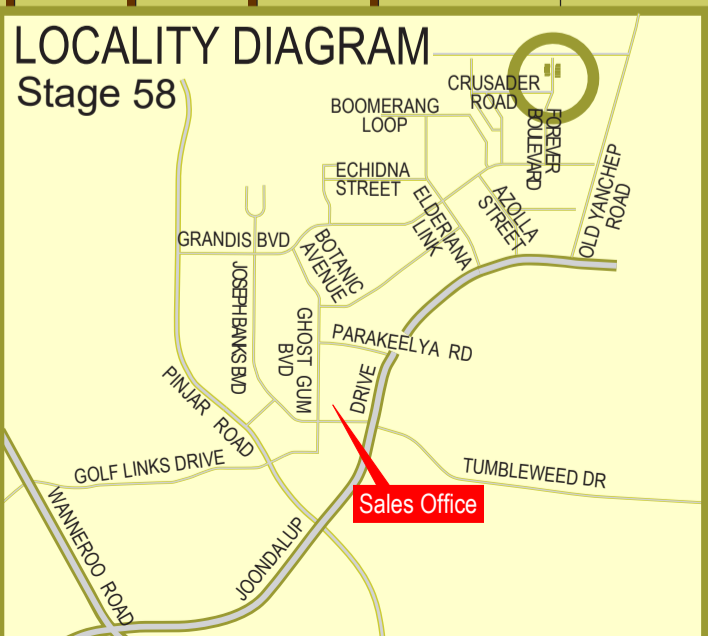 LOCALITY DIAGRAM
Stage 58
CRUSADER
ROAD
BOOMERANG
LOOP
FOREVER
BOULEVARD
ECHIDNA
STREET
OLD YANCHEP
ROAD
AZOLLA
STREET
ELDERIANA
LINK
GRANDIS BVD
BOTANIC
AVENUE
JOSEPH BANKS BVD
GHOST GUM
BVD
PARAKEELYA RD
PINJAR ROAD
DRIVE
GOLF LINKS DRIVE
TUMBLEWEED DR
Sales Office
WANNEROO ROAD
JOONDALUP